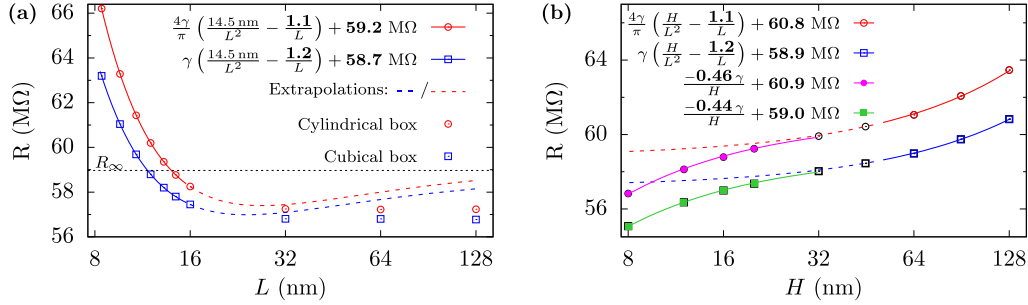 (a)
R (MΩ)
66
64
62
60
58
56
4γ/π (14.5 nm/L² − 1.1/L) + 59.2 MΩ
γ (14.5 nm/L² − 1.2/L) + 58.7 MΩ
Extrapolations: - - / - -
Cylindrical box
Cubical box
R∞
8 16 32 64 128
L (nm)
(b)
R (MΩ)
64
60
56
4γ/π (H/L² − 1.1/L) + 60.8 MΩ
γ (H/L² − 1.2/L) + 58.9 MΩ
−0.46 γ/H + 60.9 MΩ
−0.44 γ/H + 59.0 MΩ
8 16 32 64 128
H (nm)